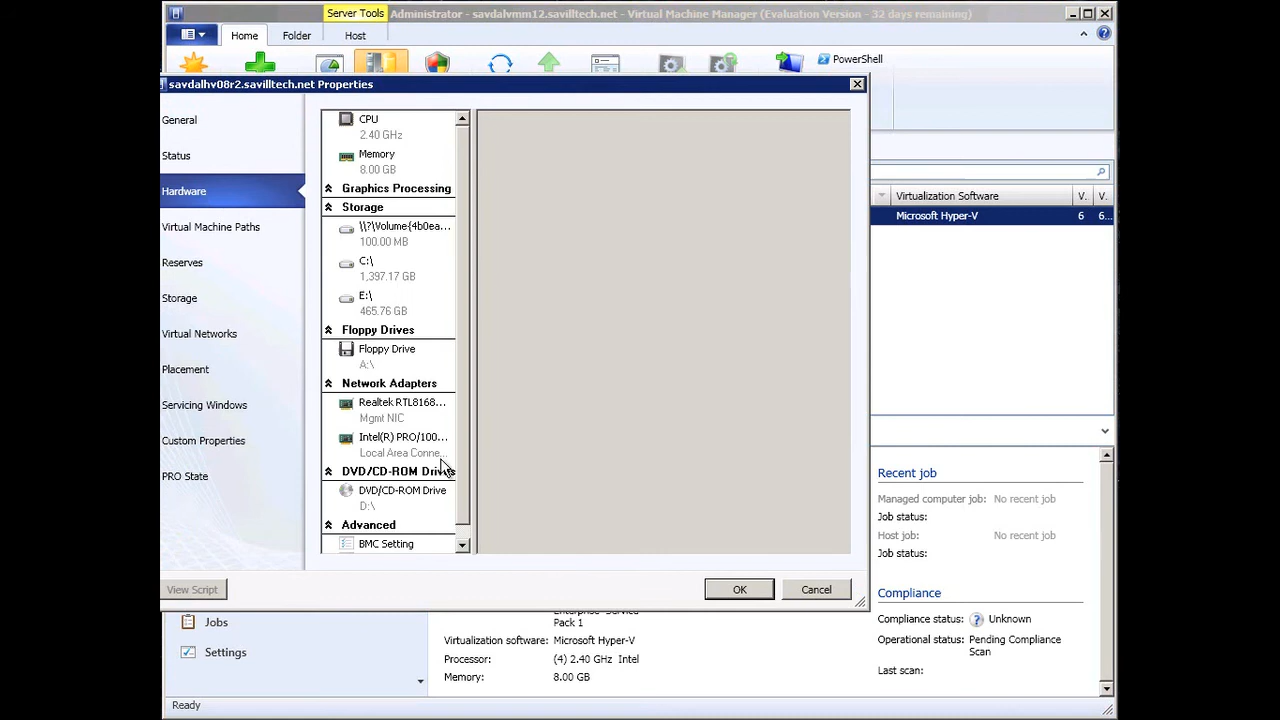 Server Tools
Administrator - savdalvmm12.savilltech.net - Virtual Machine Manager (Evaluation Version - 32 days remaining)
Home
Folder
Host
PowerShell
savdalhv08r2.savilltech.net Properties
General
Status
Hardware
Virtual Machine Paths
Reserves
Storage
Virtual Networks
Placement
Servicing Windows
Custom Properties
PRO State
CPU
2.40 GHz
Memory
8.00 GB
Graphics Processing
Storage
\\?\Volume{4b0ea...
100.00 MB
C:\
1,397.17 GB
E:\
465.76 GB
Floppy Drives
Floppy Drive
A:\
Network Adapters
Realtek RTL8168...
Mgmt NIC
Intel(R) PRO/100...
Local Area Conne...
DVD/CD-ROM Drives
DVD/CD-ROM Drive
D:\
Advanced
BMC Setting
View Script
OK
Cancel
Virtualization Software
V.
V.
Microsoft Hyper-V
6
6...
Recent job
Managed computer job: No recent job
Job status:
Host job: No recent job
Job status:
Compliance
Compliance status: Unknown
Operational status: Pending Compliance
Scan
Last scan:
Jobs
Settings
Enterprise Service
Pack 1
Virtualization software: Microsoft Hyper-V
Processor: (4) 2.40 GHz Intel
Memory: 8.00 GB
Ready